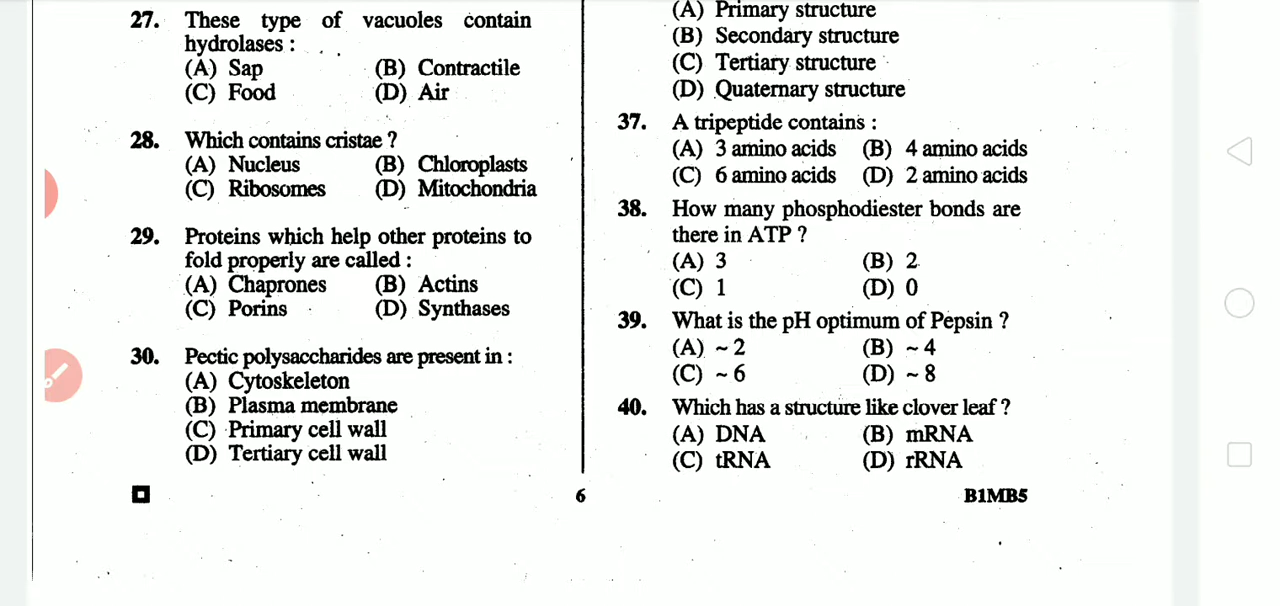 27. These type of vacuoles contain
hydrolases :
(A) Sap (B) Contractile
(C) Food (D) Air
28. Which contains cristae ?
(A) Nucleus (B) Chloroplasts
(C) Ribosomes (D) Mitochondria
29. Proteins which help other proteins to
fold properly are called :
(A) Chaprones (B) Actins
(C) Porins (D) Synthases
30. Pectic polysaccharides are present in :
(A) Cytoskeleton
(B) Plasma membrane
(C) Primary cell wall
(D) Tertiary cell wall
(A) Primary structure
(B) Secondary structure
(C) Tertiary structure
(D) Quaternary structure
37. A tripeptide contains :
(A) 3 amino acids (B) 4 amino acids
(C) 6 amino acids (D) 2 amino acids
38. How many phosphodiester bonds are
there in ATP ?
(A) 3 (B) 2
(C) 1 (D) 0
39. What is the pH optimum of Pepsin ?
(A) ~ 2 (B) ~ 4
(C) ~ 6 (D) ~ 8
40. Which has a structure like clover leaf ?
(A) DNA (B) mRNA
(C) tRNA (D) rRNA
6 B1MB5